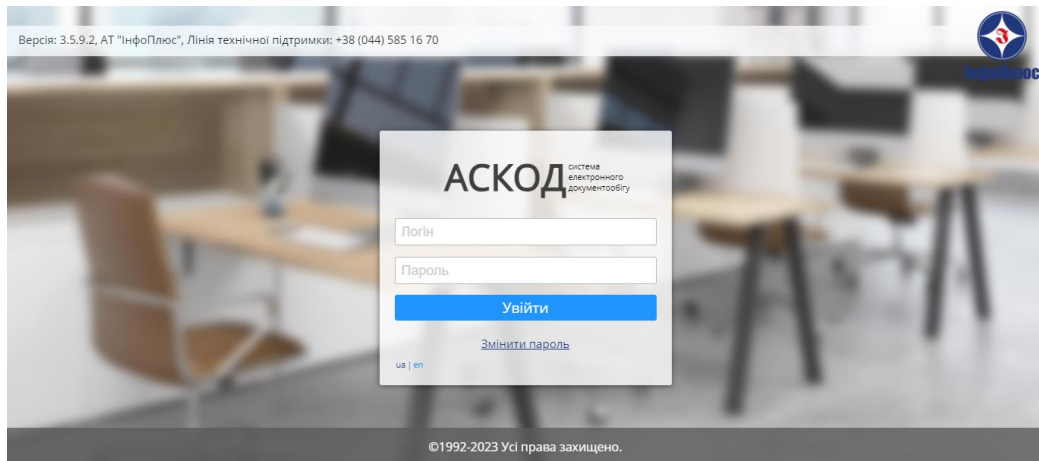 Версія: 3.5.9.2, АТ "ІнфоПлюс", Лінія технічної підтримки: +38 (044) 585 16 70
ІнфоПлюс
АСКОД
система
електронного
документообігу
Логін
Пароль
Увійти
Змінити пароль
ua | en
©1992-2023 Усі права захищено.